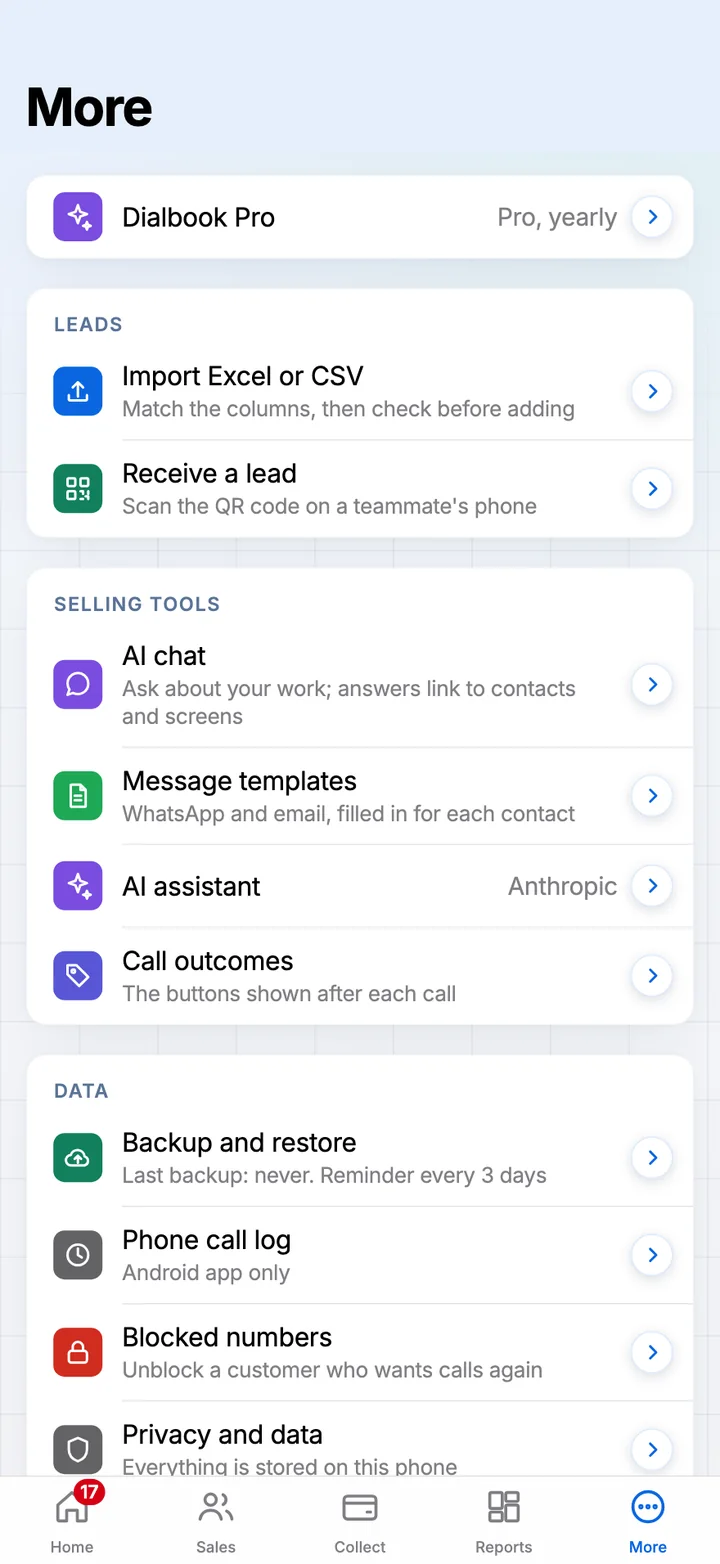 More
Dialbook Pro
Pro, yearly
LEADS
Import Excel or CSV
Match the columns, then check before adding
Receive a lead
Scan the QR code on a teammate's phone
SELLING TOOLS
AI chat
Ask about your work; answers link to contacts
and screens
Message templates
WhatsApp and email, filled in for each contact
AI assistant
Anthropic
Call outcomes
The buttons shown after each call
DATA
Backup and restore
Last backup: never. Reminder every 3 days
Phone call log
Android app only
Blocked numbers
Unblock a customer who wants calls again
Privacy and data
Everything is stored on this phone
17
Home
Sales
Collect
Reports
More